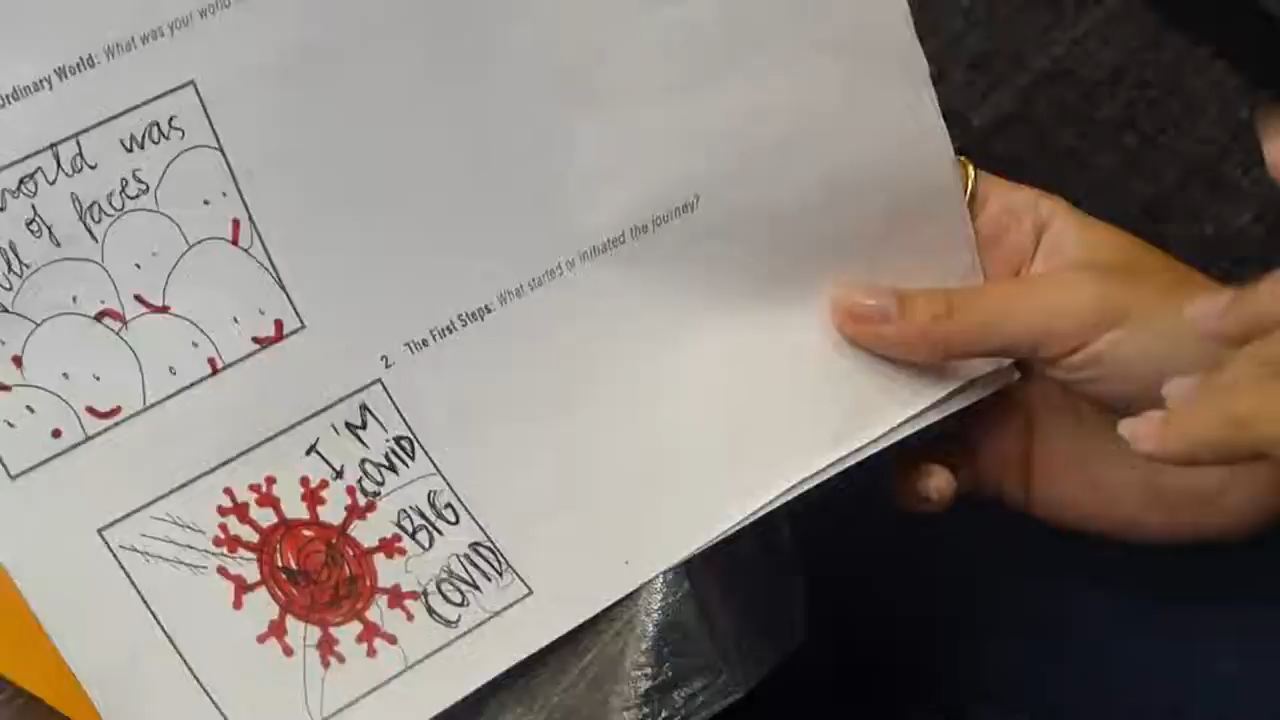 Ordinary World: What was your world
world was
of faces
2. The First Steps: What started or initiated the journey?
I'M
COVID
BIG
COVID